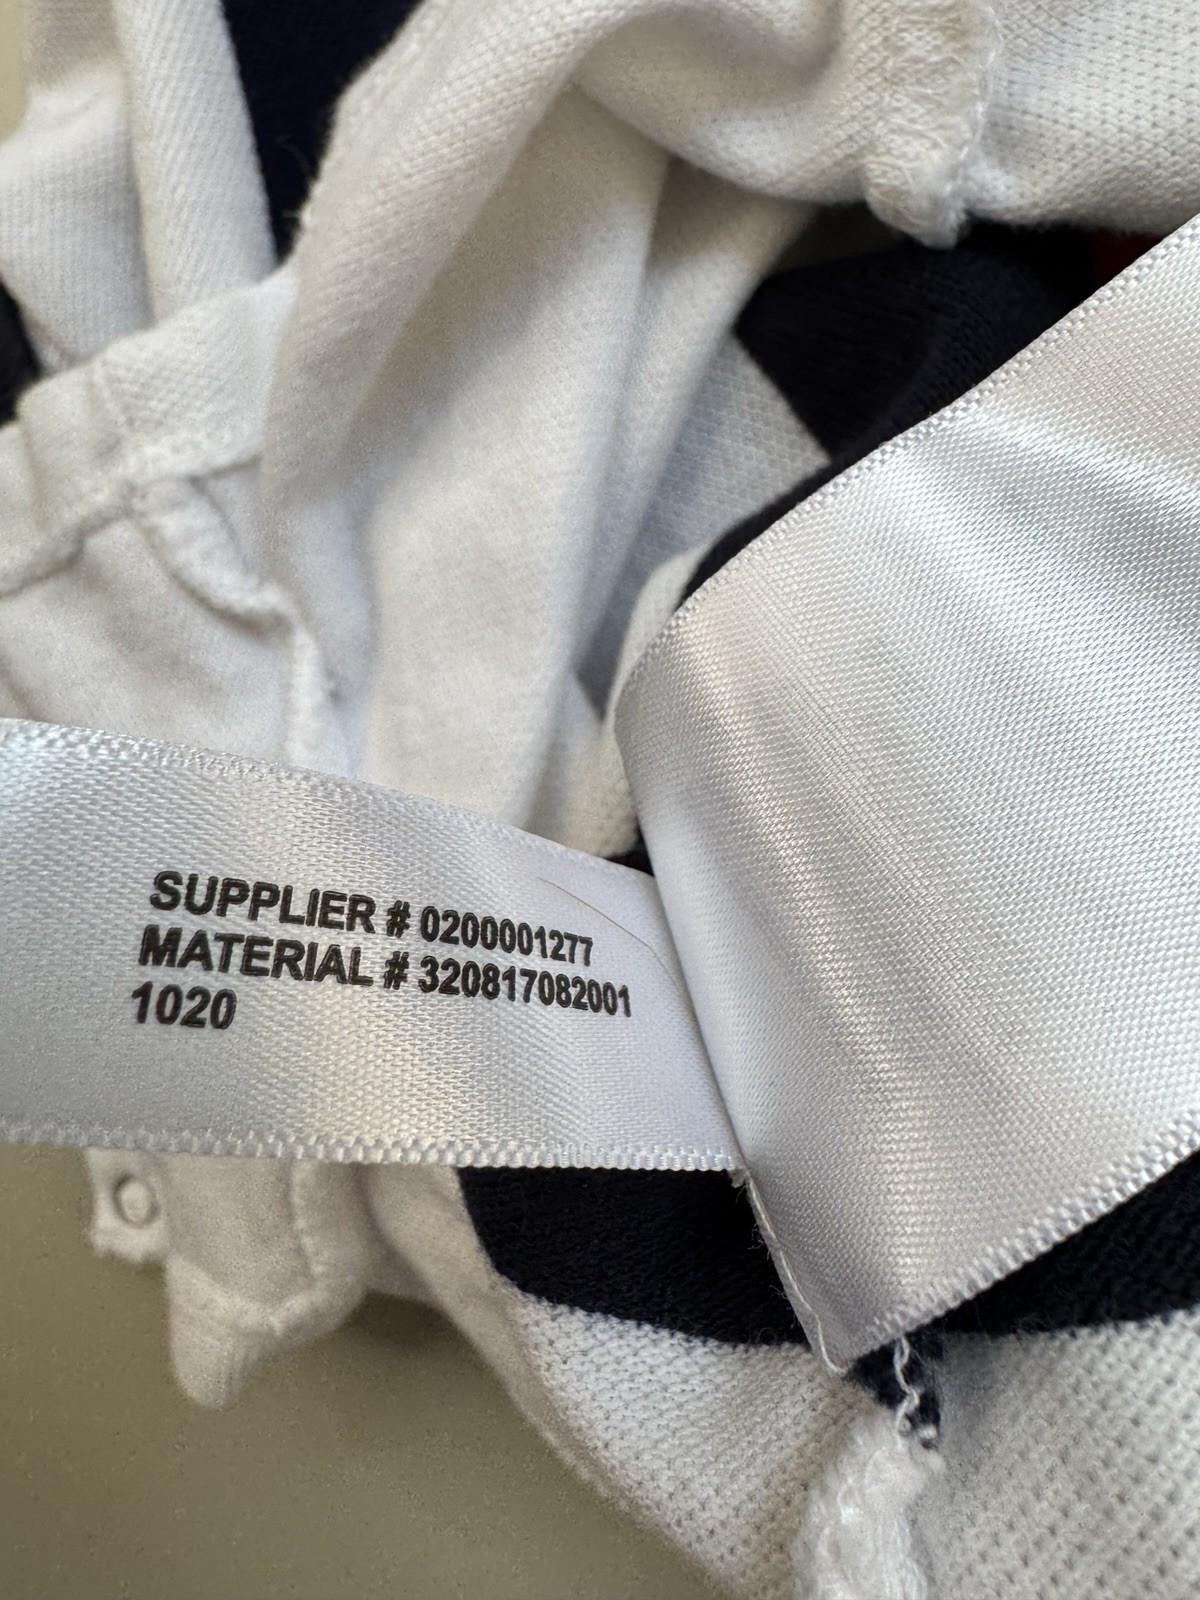 SUPPLIER # 0200001277
MATERIAL # 320817082001
1020